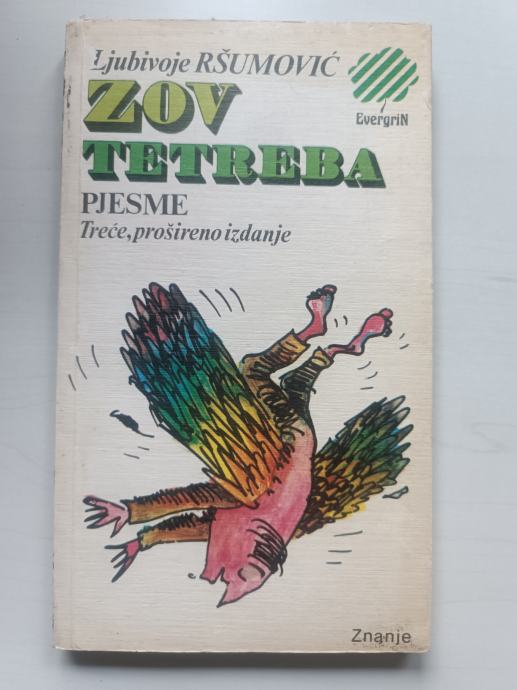 Ljubivoje RŠUMOVIĆ
EvergriN
ZOV
TETREBA
PJESME
Treće, prošireno izdanje
Znanje